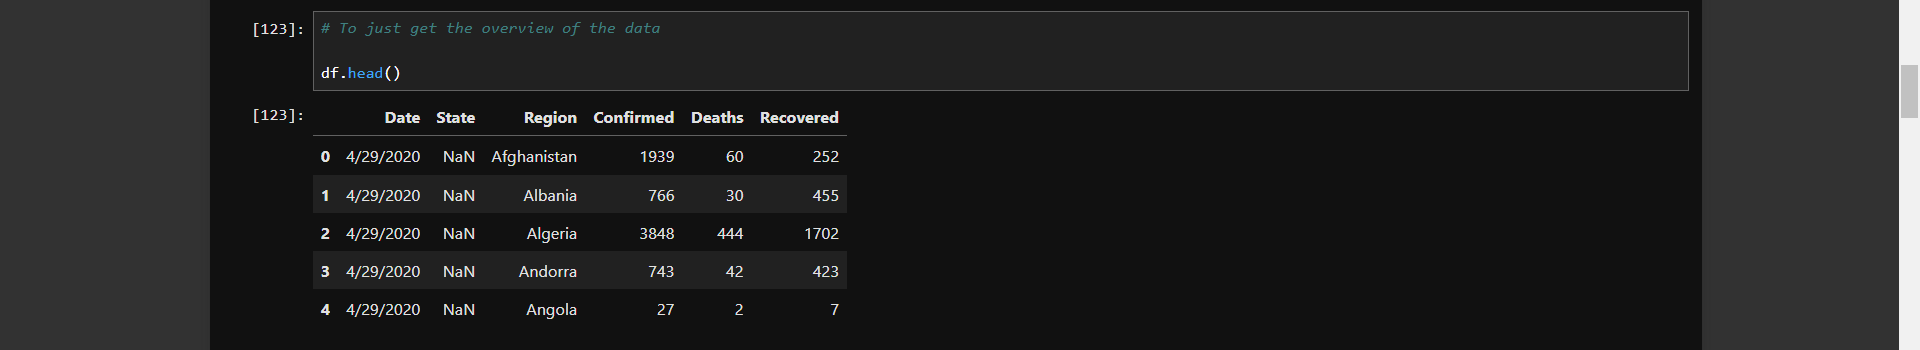 [123]: # To just get the overview of the data
df.head()
[123]: Date State Region Confirmed Deaths Recovered
0 4/29/2020 NaN Afghanistan 1939 60 252
1 4/29/2020 NaN Albania 766 30 455
2 4/29/2020 NaN Algeria 3848 444 1702
3 4/29/2020 NaN Andorra 743 42 423
4 4/29/2020 NaN Angola 27 2 7